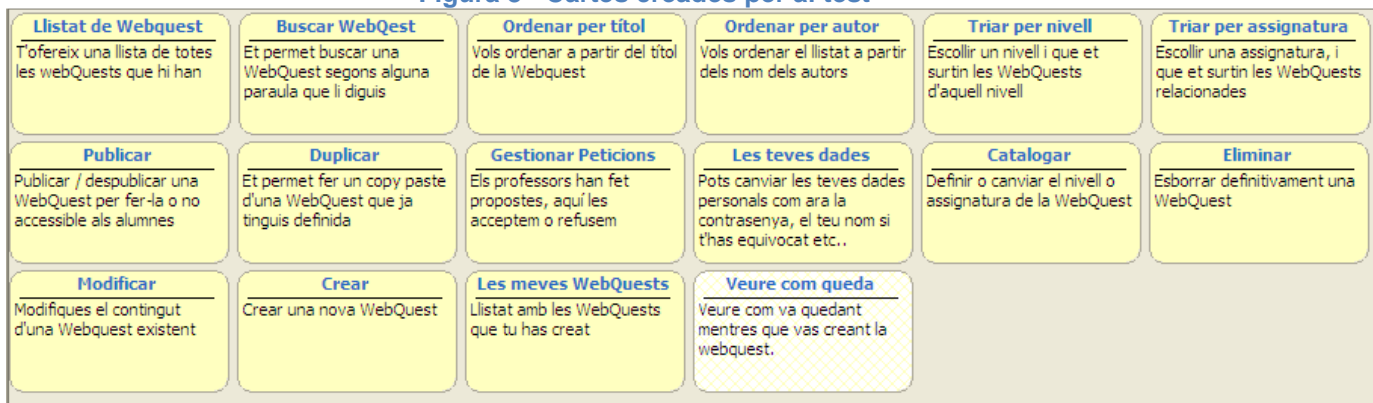 Llistat de Webquest
T'ofereix una llista de totes
les webQuests que hi han
Buscar WebQest
Et permet buscar una
WebQuest segons alguna
paraula que li diguis
Ordenar per títol
Vols ordenar a partir del títol
de la Webquest
Ordenar per autor
Vols ordenar el llistat a partir
dels nom dels autors
Triar per nivell
Escollir un nivell i que et
surtin les WebQuests
d'aquell nivell
Triar per assignatura
Escollir una assignatura, i
que et surtin les WebQuests
relacionades
Publicar
Publicar / despublicar una
WebQuest per fer-la o no
accessible als alumnes
Duplicar
Et permet fer un copy paste
d'una WebQuest que ja
tinguis definida
Gestionar Peticions
Els professors han fet
propostes, aquí les
acceptem o refusem
Les teves dades
Pots canviar les teves dades
personals com ara la
contrasenya, el teu nom si
t'has equivocat etc..
Catalogar
Definir o canviar el nivell o
assignatura de la WebQuest
Eliminar
Esborrar definitivament una
WebQuest
Modificar
Modifiques el contingut
d'una Webquest existent
Crear
Crear una nova WebQuest
Les meves WebQuests
Llistat amb les WebQuests
que tu has creat
Veure com queda
Veure com va quedant
mentres que vas creant la
webquest.